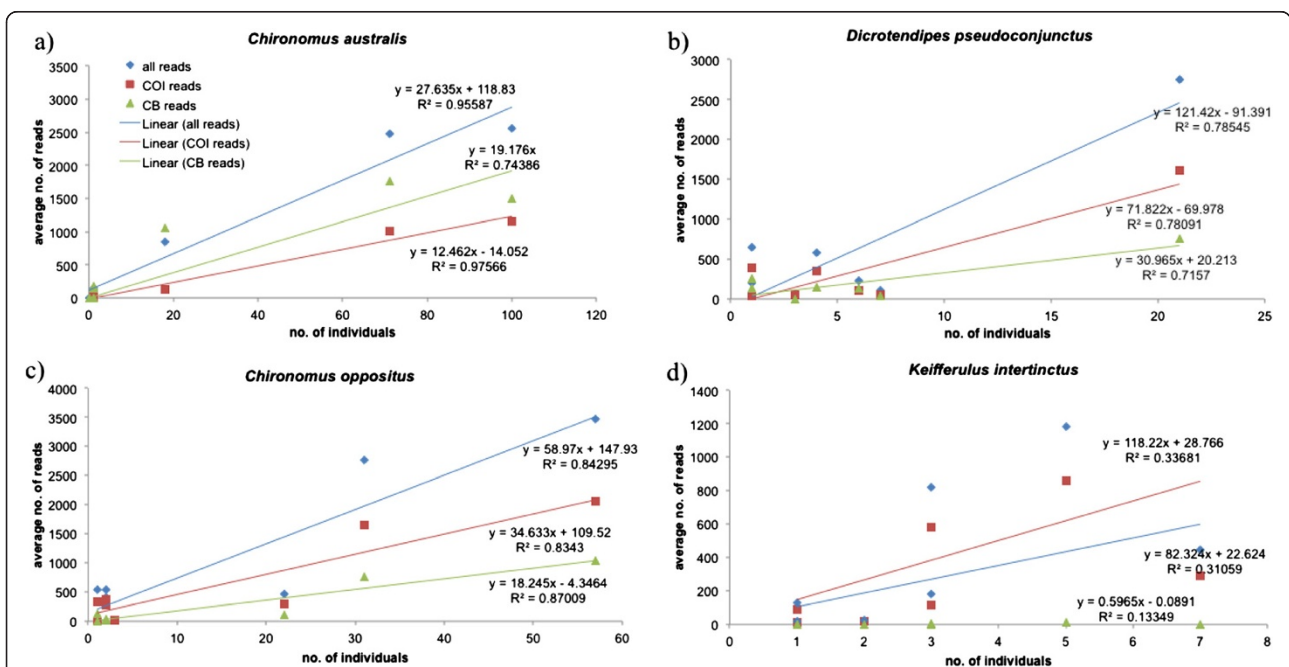 a)
Chironomus australis
all reads
COI reads
CB reads
Linear (all reads)
Linear (COI reads)
Linear (CB reads)
average no. of reads
3500
3000
2500
2000
1500
1000
500
0
y = 27.635x + 118.83
R² = 0.95587
y = 19.176x
R² = 0.74386
y = 12.462x - 14.052
R² = 0.97566
0 20 40 60 80 100 120
no. of individuals
b)
Dicrotendipes pseudoconjunctus
average no. of reads
3000
2500
2000
1500
1000
500
0
y = 121.42x - 91.391
R² = 0.78545
y = 71.822x - 69.978
R² = 0.78091
y = 30.965x + 20.213
R² = 0.7157
0 5 10 15 20 25
no. of individuals
c)
Chironomus oppositus
average no. of reads
4000
3500
3000
2500
2000
1500
1000
500
0
y = 58.97x + 147.93
R² = 0.84295
y = 34.633x + 109.52
R² = 0.8343
y = 18.245x - 4.3464
R² = 0.87009
0 10 20 30 40 50 60
no. of individuals
d)
Keifferulus intertinctus
average no. of reads
1400
1200
1000
800
600
400
200
0
y = 118.22x + 28.766
R² = 0.33681
y = 82.324x + 22.624
R² = 0.31059
y = 0.5965x - 0.0891
R² = 0.13349
0 1 2 3 4 5 6 7 8
no. of individuals